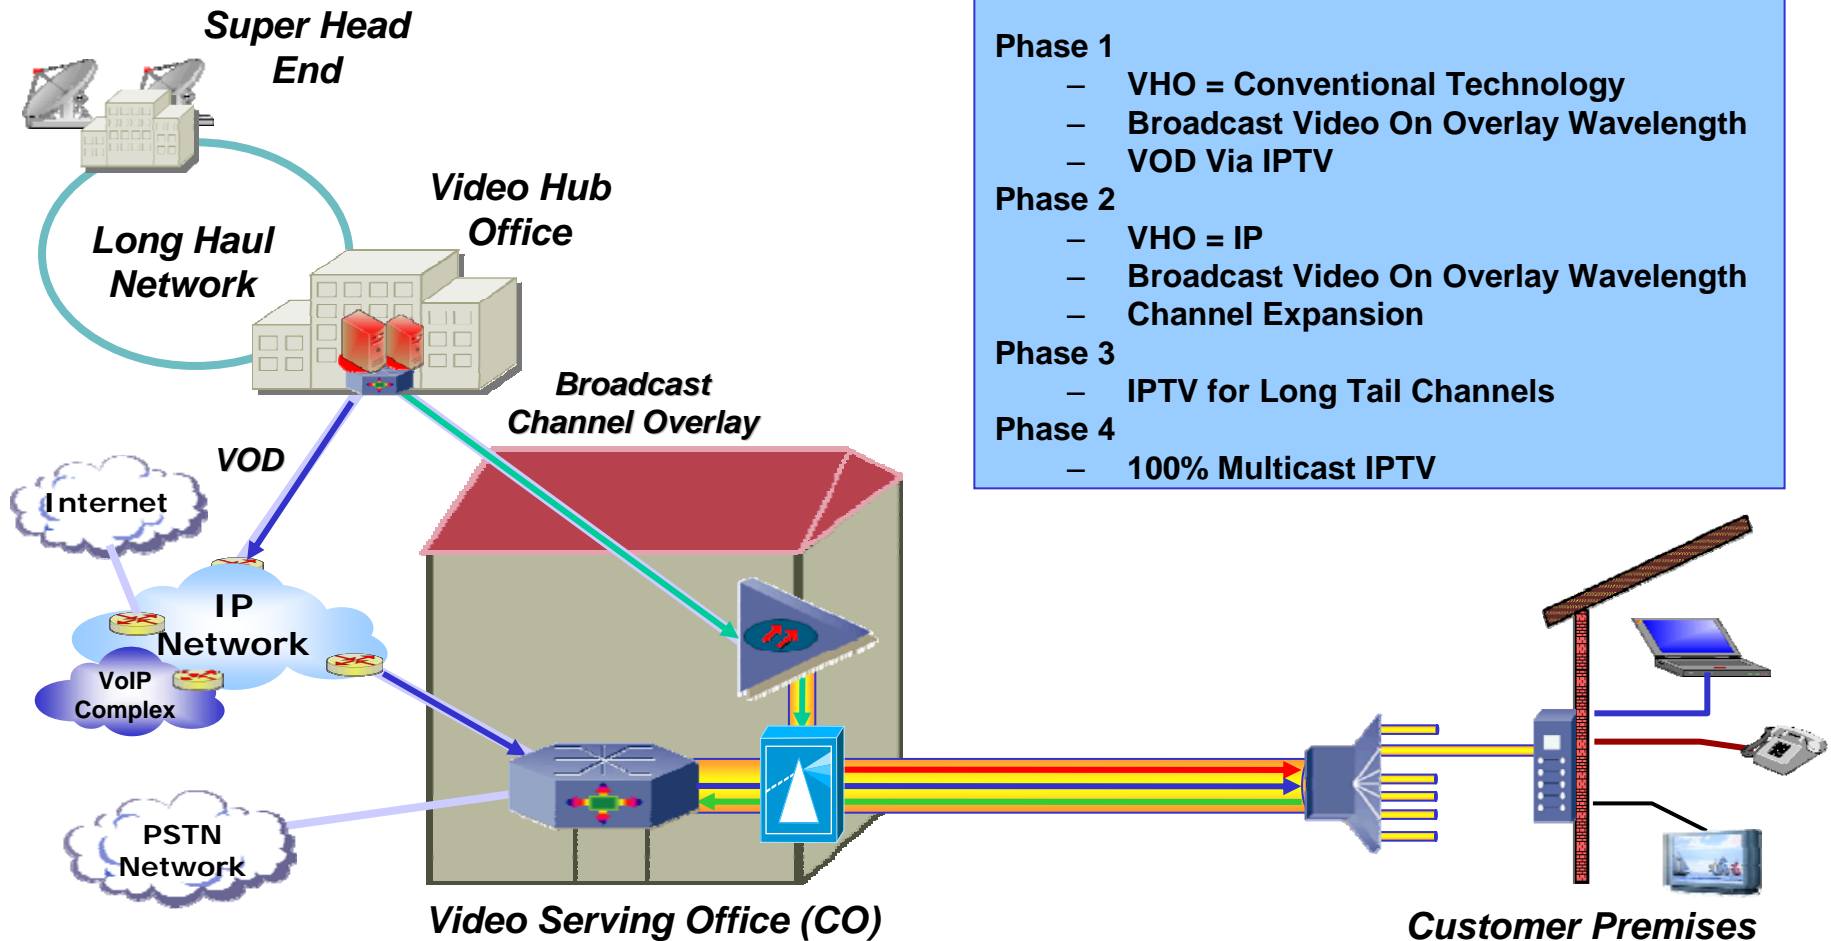 Super Head
End
Long Haul
Network
Video Hub
Office
Phase 1
– VHO = Conventional Technology
– Broadcast Video On Overlay Wavelength
– VOD Via IPTV
Phase 2
– VHO = IP
– Broadcast Video On Overlay Wavelength
– Channel Expansion
Phase 3
– IPTV for Long Tail Channels
Phase 4
– 100% Multicast IPTV
Broadcast
Channel Overlay
VOD
Internet
IP
Network
VoIP
Complex
PSTN
Network
Video Serving Office (CO)
Customer Premises